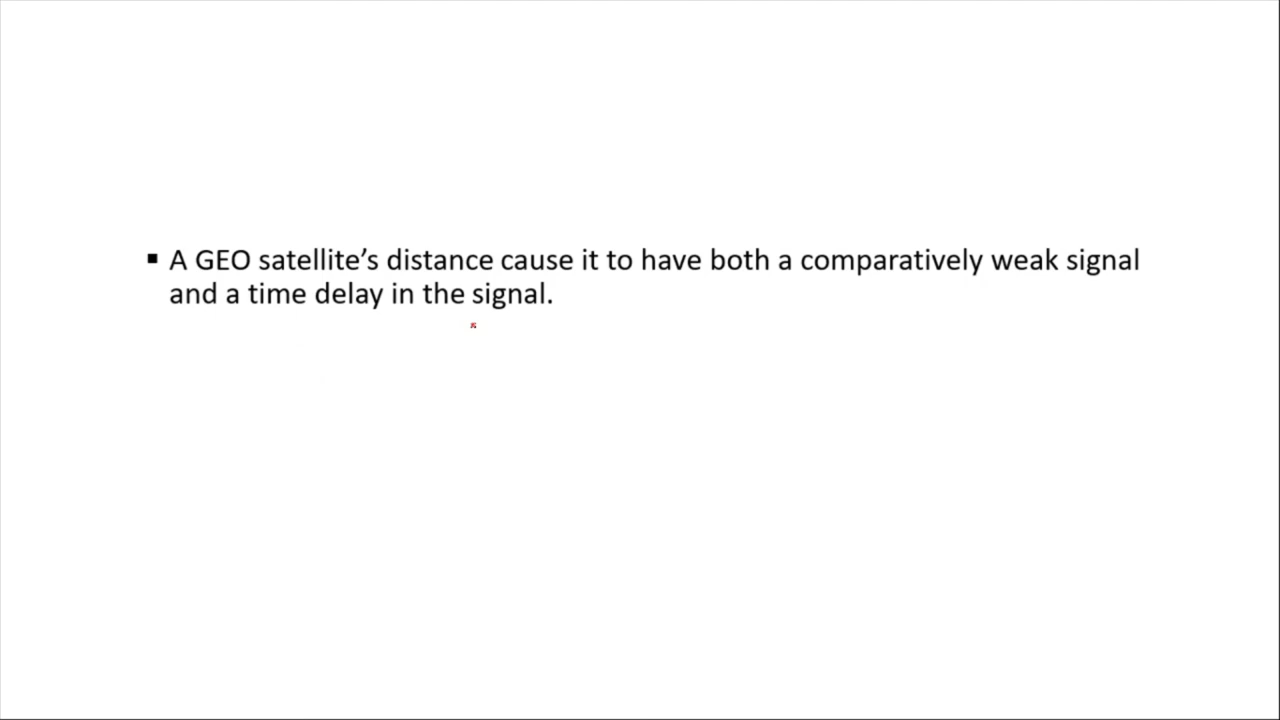 ▪ A GEO satellite’s distance cause it to have both a comparatively weak signal
and a time delay in the signal.